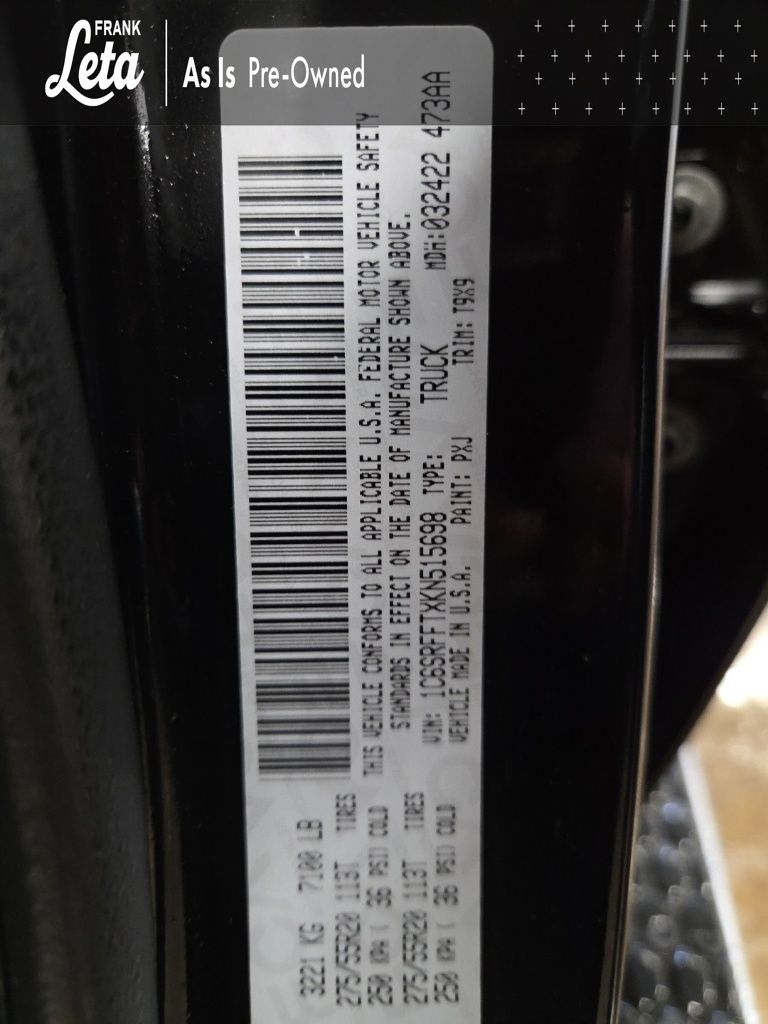 FRANK
Leta
As Is Pre-Owned
THIS VEHICLE CONFORMS TO ALL APPLICABLE U.S.A. FEDERAL MOTOR VEHICLE SAFETY
STANDARDS IN EFFECT ON THE DATE OF MANUFACTURE SHOWN ABOVE.
VIN: 1C6SRFFTXKN515698 TYPE: TRUCK MDH:032422 473AA
VEHICLE MADE IN U.S.A. PAINT: PXJ TRIM: T9X9
3221 KG 7100 LB
275/55R20 113T TIRES
250 KPA ( 36 PSI) COLD
275/55R20 113T TIRES
250 KPA ( 36 PSI) COLD